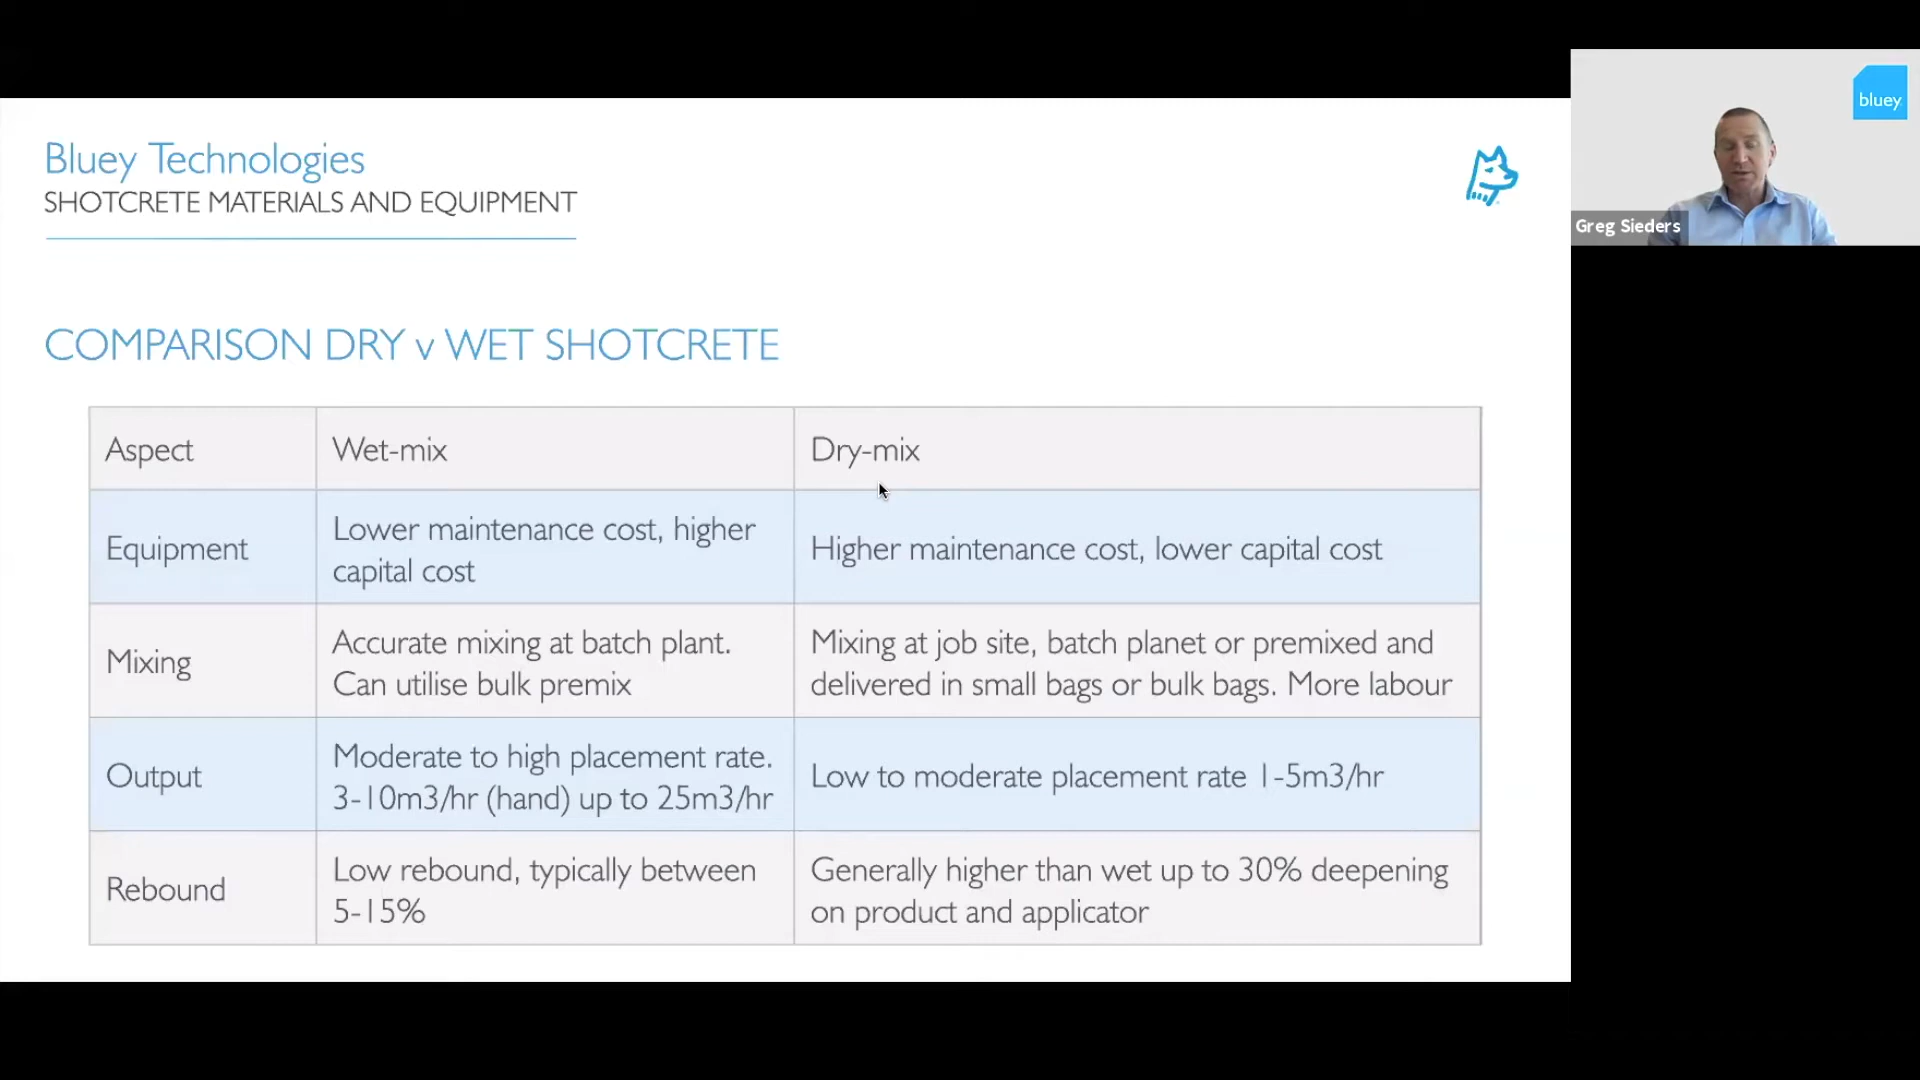 Bluey Technologies
SHOTCRETE MATERIALS AND EQUIPMENT
bluey
Greg Sieders
COMPARISON DRY v WET SHOTCRETE
Aspect
Wet-mix
Dry-mix
Equipment
Lower maintenance cost, higher
capital cost
Higher maintenance cost, lower capital cost
Mixing
Accurate mixing at batch plant.
Can utilise bulk premix
Mixing at job site, batch planet or premixed and
delivered in small bags or bulk bags. More labour
Output
Moderate to high placement rate.
3-10m3/hr (hand) up to 25m3/hr
Low to moderate placement rate 1-5m3/hr
Rebound
Low rebound, typically between
5-15%
Generally higher than wet up to 30% deepening
on product and applicator